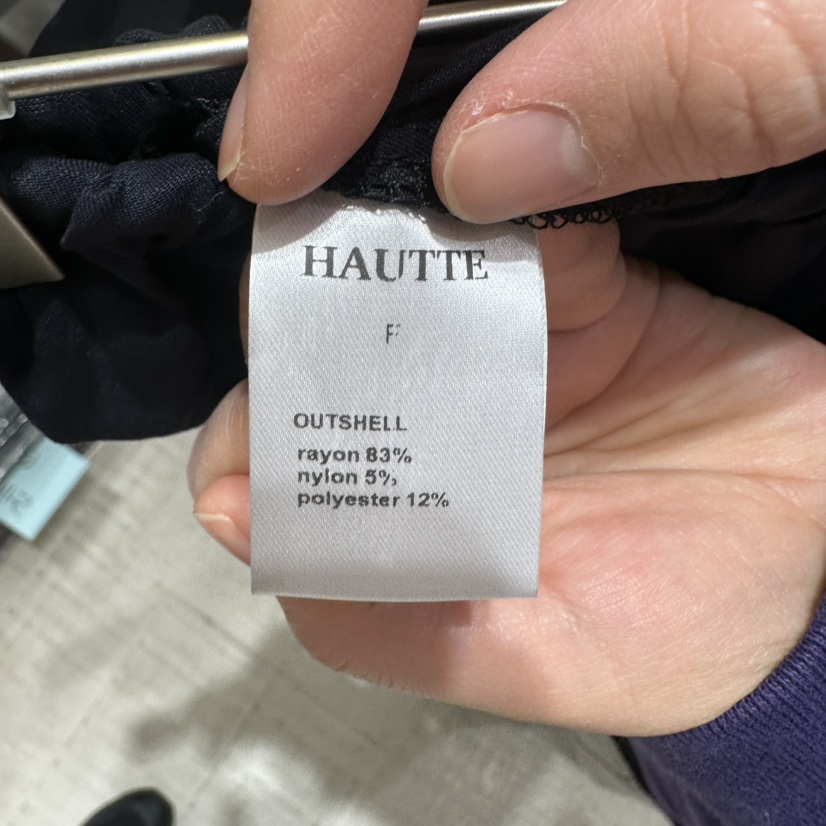 HAUTTE
F
OUTSHELL
rayon 83%
nylon 5%
polyester 12%